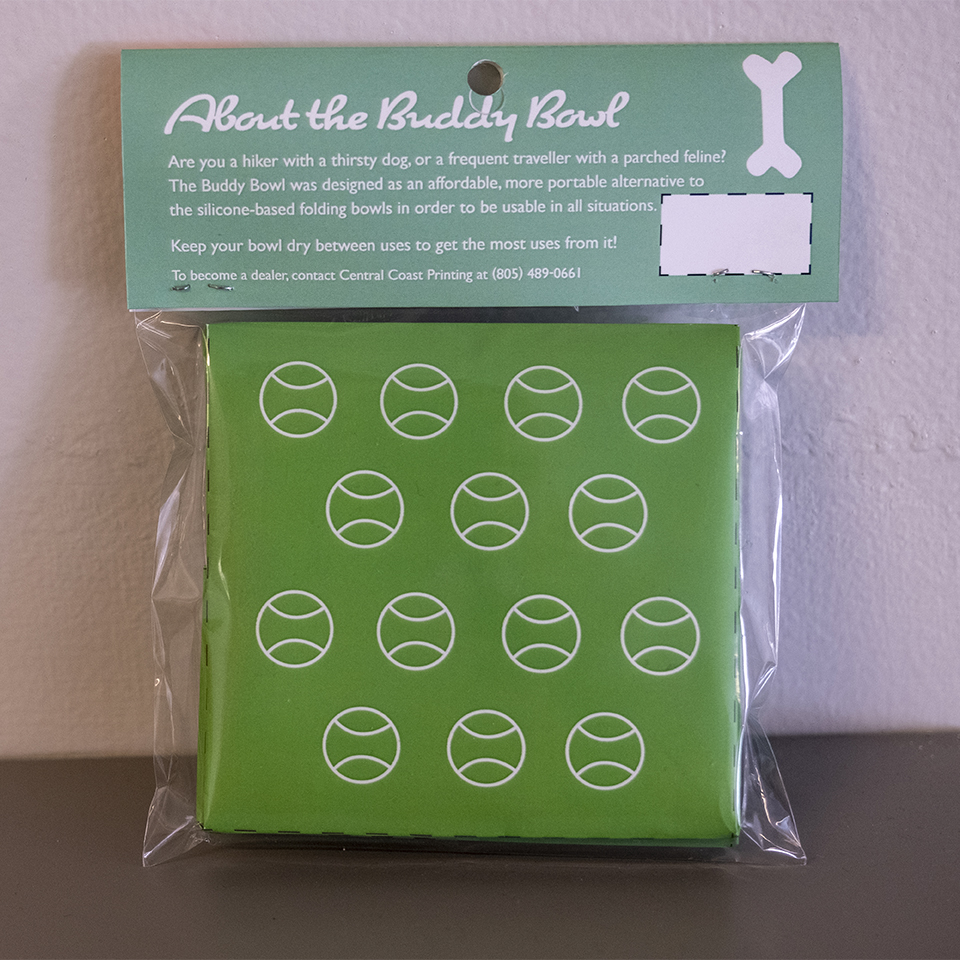 About the Buddy Bowl
Are you a hiker with a thirsty dog, or a frequent traveller with a parched feline?
The Buddy Bowl was designed as an affordable, more portable alternative to
the silicone-based folding bowls in order to be usable in all situations.
Keep your bowl dry between uses to get the most uses from it!
To become a dealer, contact Central Coast Printing at (805) 489-0661